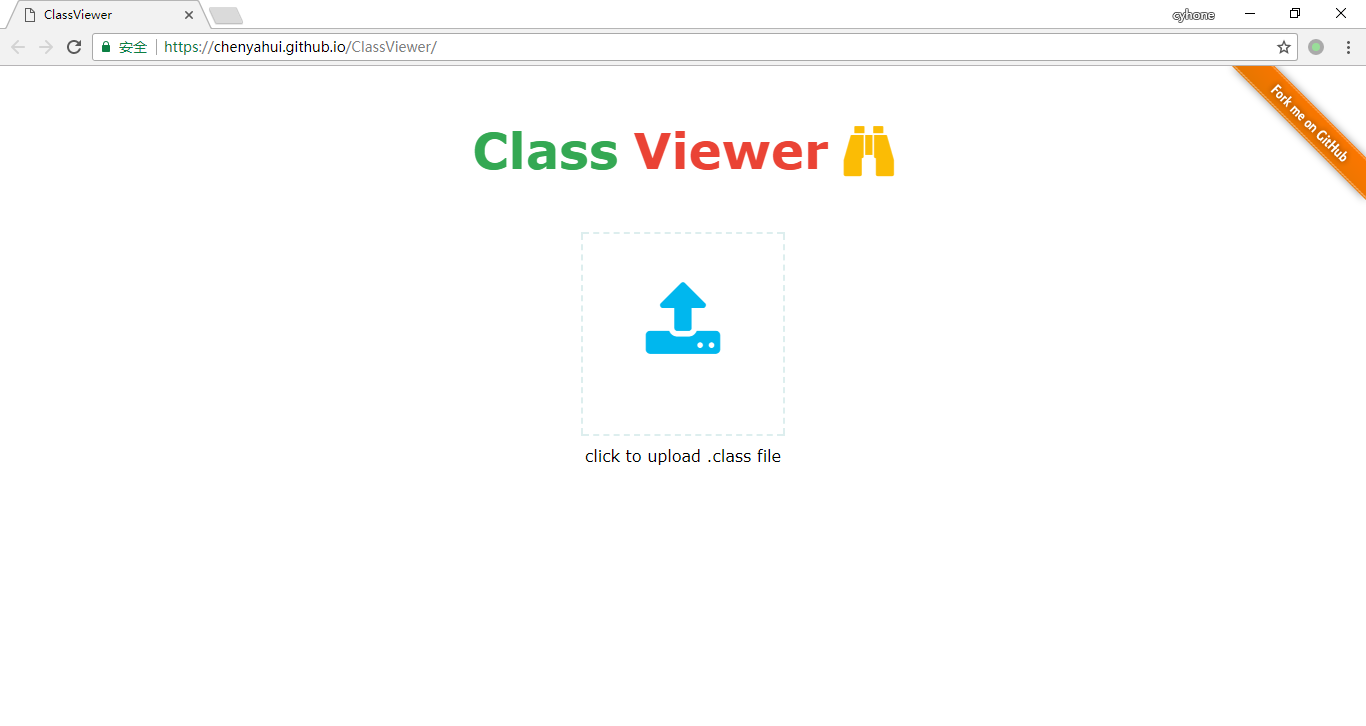 ClassViewer
cyhone
安全
https://chenyahui.github.io/ClassViewer/
Fork me on GitHub
Class Viewer
click to upload .class file